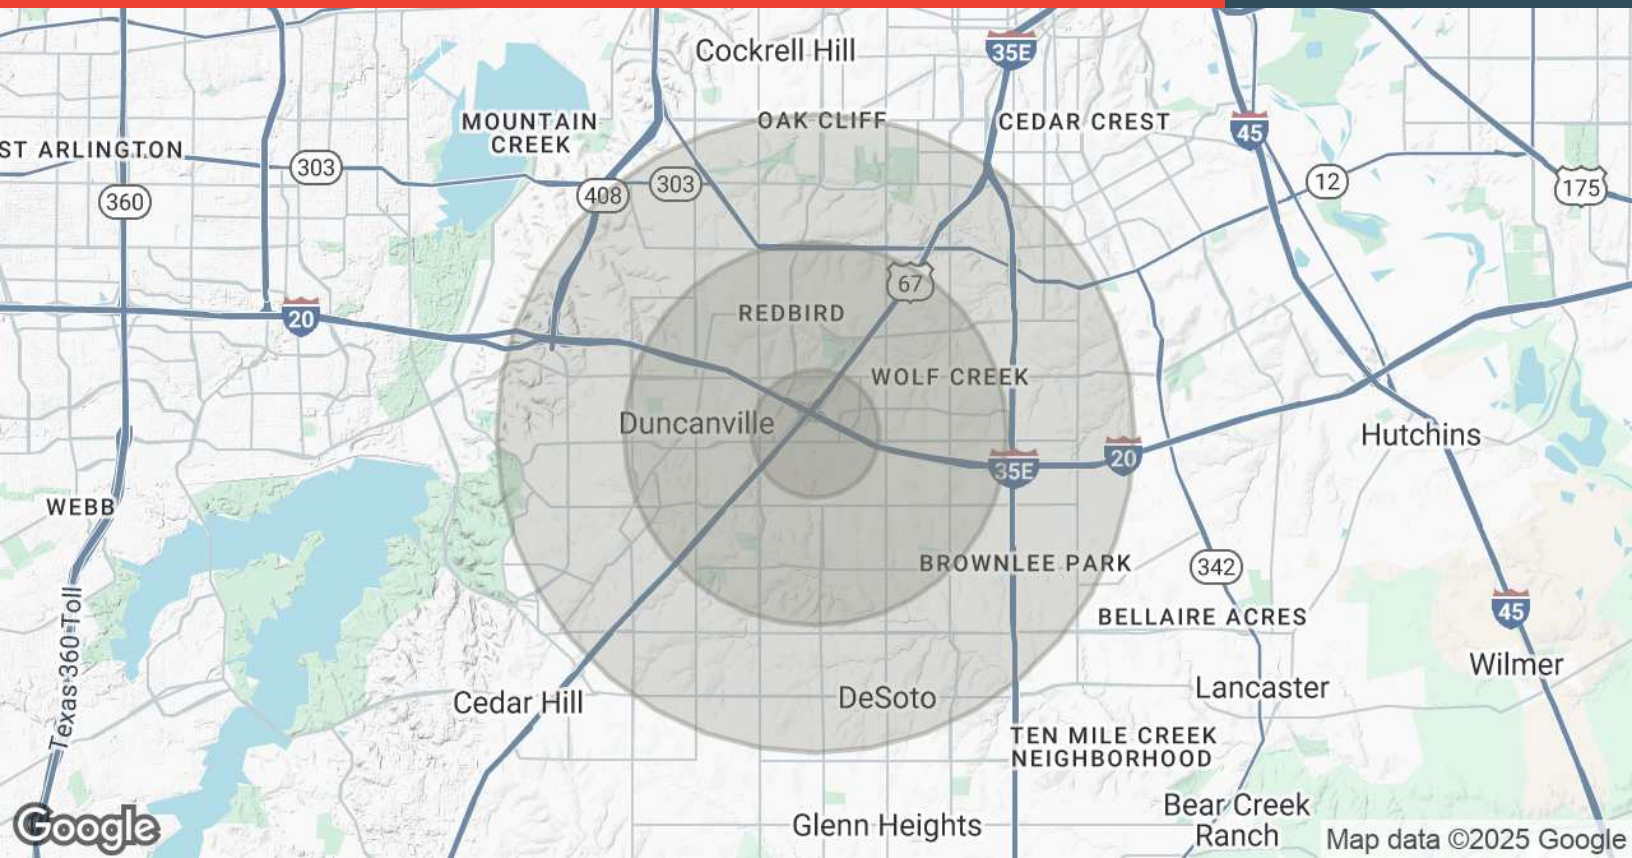 Cockrell Hill
35E
OAK CLIFF
CEDAR CREST
MOUNTAIN
CREEK
45
ST ARLINGTON
303
303
408
12
175
360
67
REDBIRD
20
WOLF CREEK
Duncanville
Hutchins
35E
20
WEBB
BROWNLEE PARK
342
BELLAIRE ACRES
45
Texas 360 Toll
Wilmer
Cedar Hill
DeSoto
Lancaster
TEN MILE CREEK
NEIGHBORHOOD
Bear Creek
Ranch
Glenn Heights
Google
Map data ©2025 Google